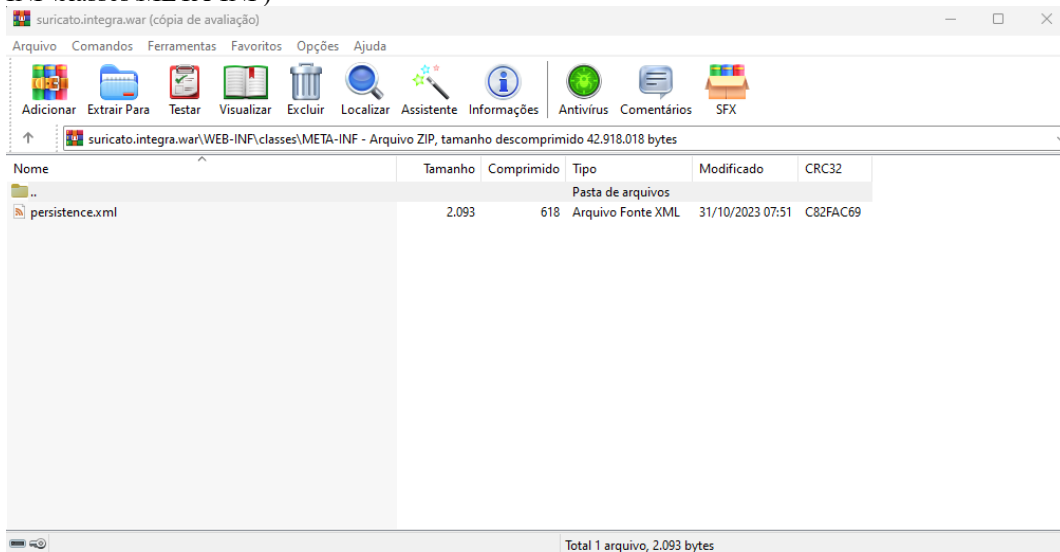 suricato.integra.war (cópia de avaliação)
Arquivo Comandos Ferramentas Favoritos Opções Ajuda
Adicionar Extrair Para Testar Visualizar Excluir Localizar Assistente Informações Antivírus Comentários SFX
suricato.integra.war\WEB-INF\classes\META-INF - Arquivo ZIP, tamanho descomprimido 42.918.018 bytes
Nome Tamanho Comprimido Tipo Modificado CRC32
.. Pasta de arquivos
persistence.xml 2.093 618 Arquivo Fonte XML 31/10/2023 07:51 C82FAC69
Total 1 arquivo, 2.093 bytes